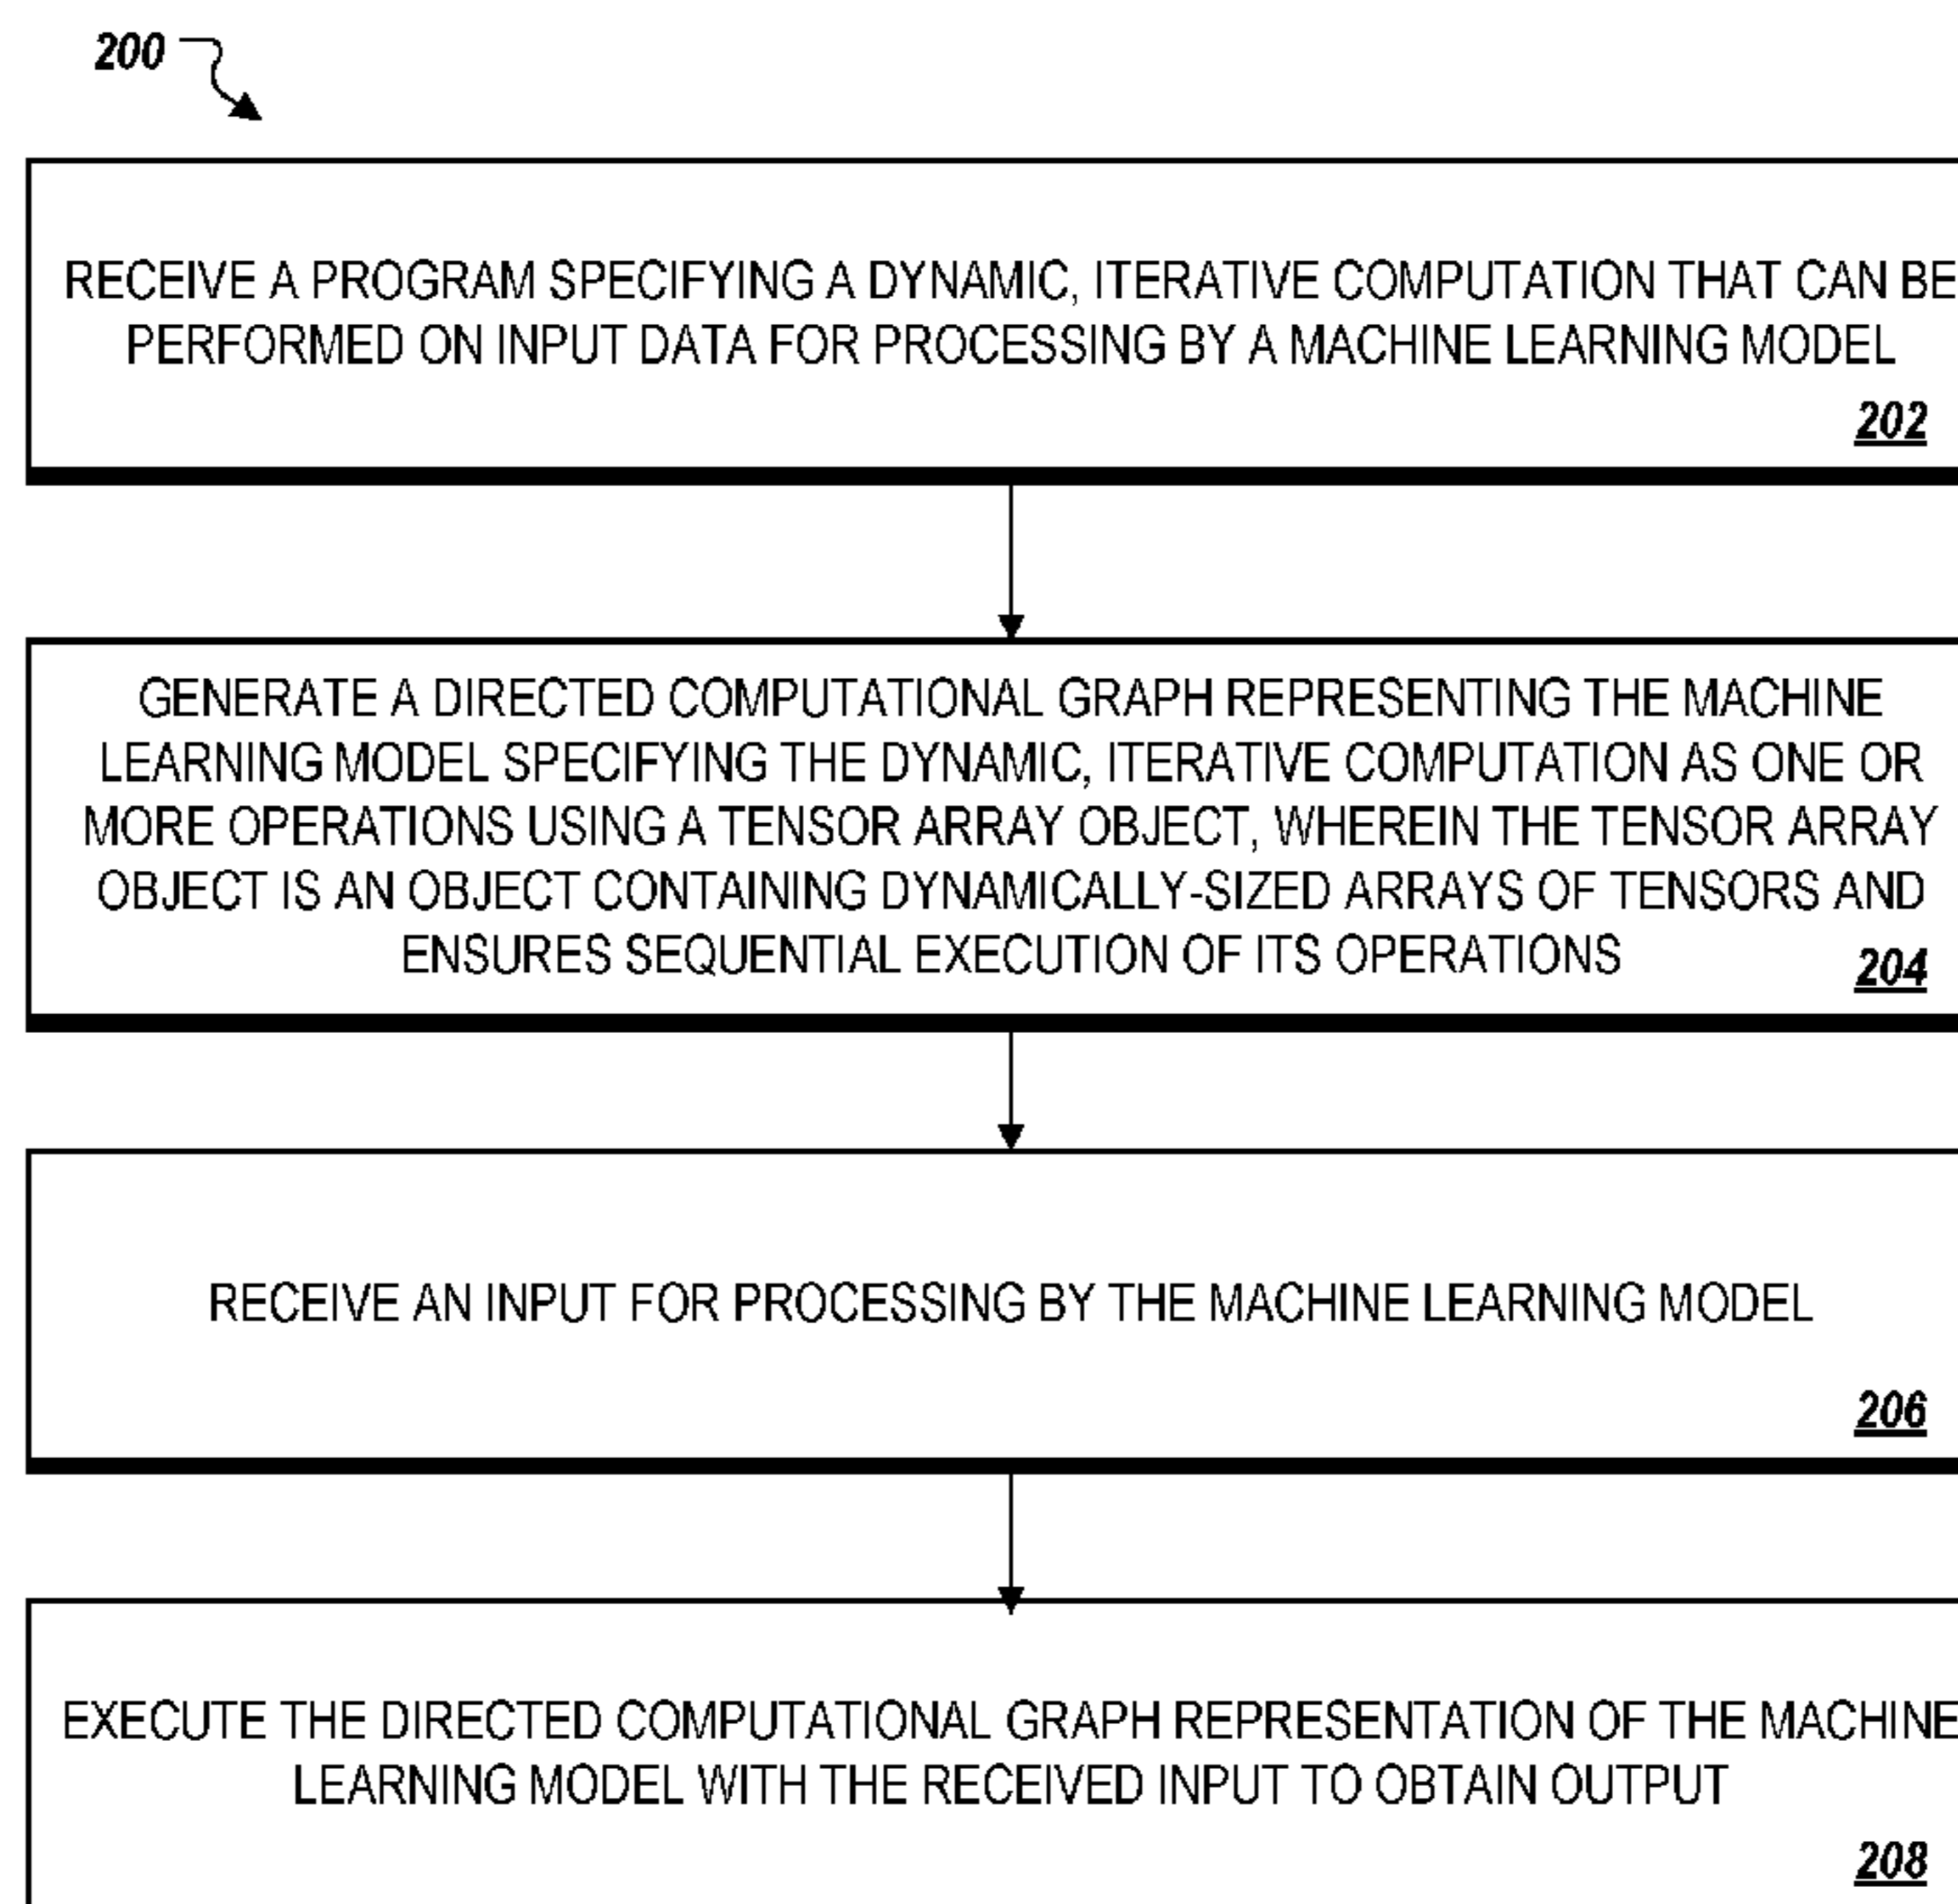 200
RECEIVE A PROGRAM SPECIFYING A DYNAMIC, ITERATIVE COMPUTATION THAT CAN BE
PERFORMED ON INPUT DATA FOR PROCESSING BY A MACHINE LEARNING MODEL
202
GENERATE A DIRECTED COMPUTATIONAL GRAPH REPRESENTING THE MACHINE
LEARNING MODEL SPECIFYING THE DYNAMIC, ITERATIVE COMPUTATION AS ONE OR
MORE OPERATIONS USING A TENSOR ARRAY OBJECT, WHEREIN THE TENSOR ARRAY
OBJECT IS AN OBJECT CONTAINING DYNAMICALLY-SIZED ARRAYS OF TENSORS AND
ENSURES SEQUENTIAL EXECUTION OF ITS OPERATIONS
204
RECEIVE AN INPUT FOR PROCESSING BY THE MACHINE LEARNING MODEL
206
EXECUTE THE DIRECTED COMPUTATIONAL GRAPH REPRESENTATION OF THE MACHINE
LEARNING MODEL WITH THE RECEIVED INPUT TO OBTAIN OUTPUT
208